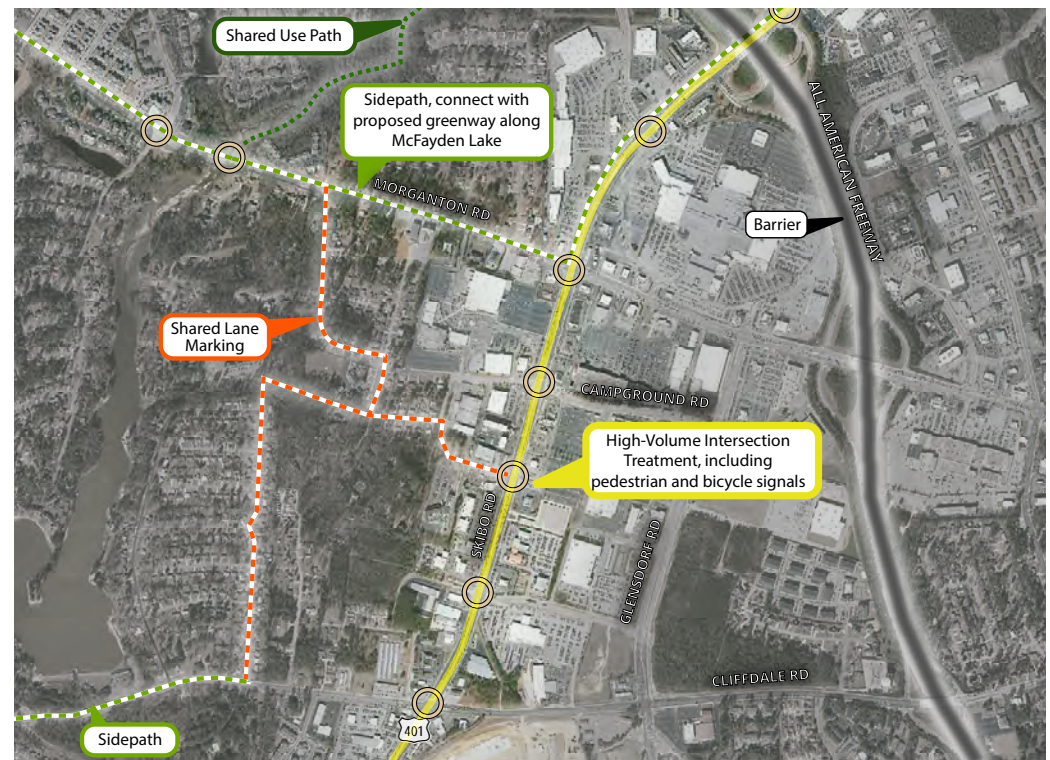 Shared Use Path
Sidepath, connect with
proposed greenway along
McFayden Lake
MORGANTON RD
ALL AMERICAN FREEWAY
Barrier
Shared Lane
Marking
CAMPGROUND RD
High-Volume Intersection
Treatment, including
pedestrian and bicycle signals
SKIBO RD
GLENSDORF RD
CLIFFDALE RD
401
Sidepath